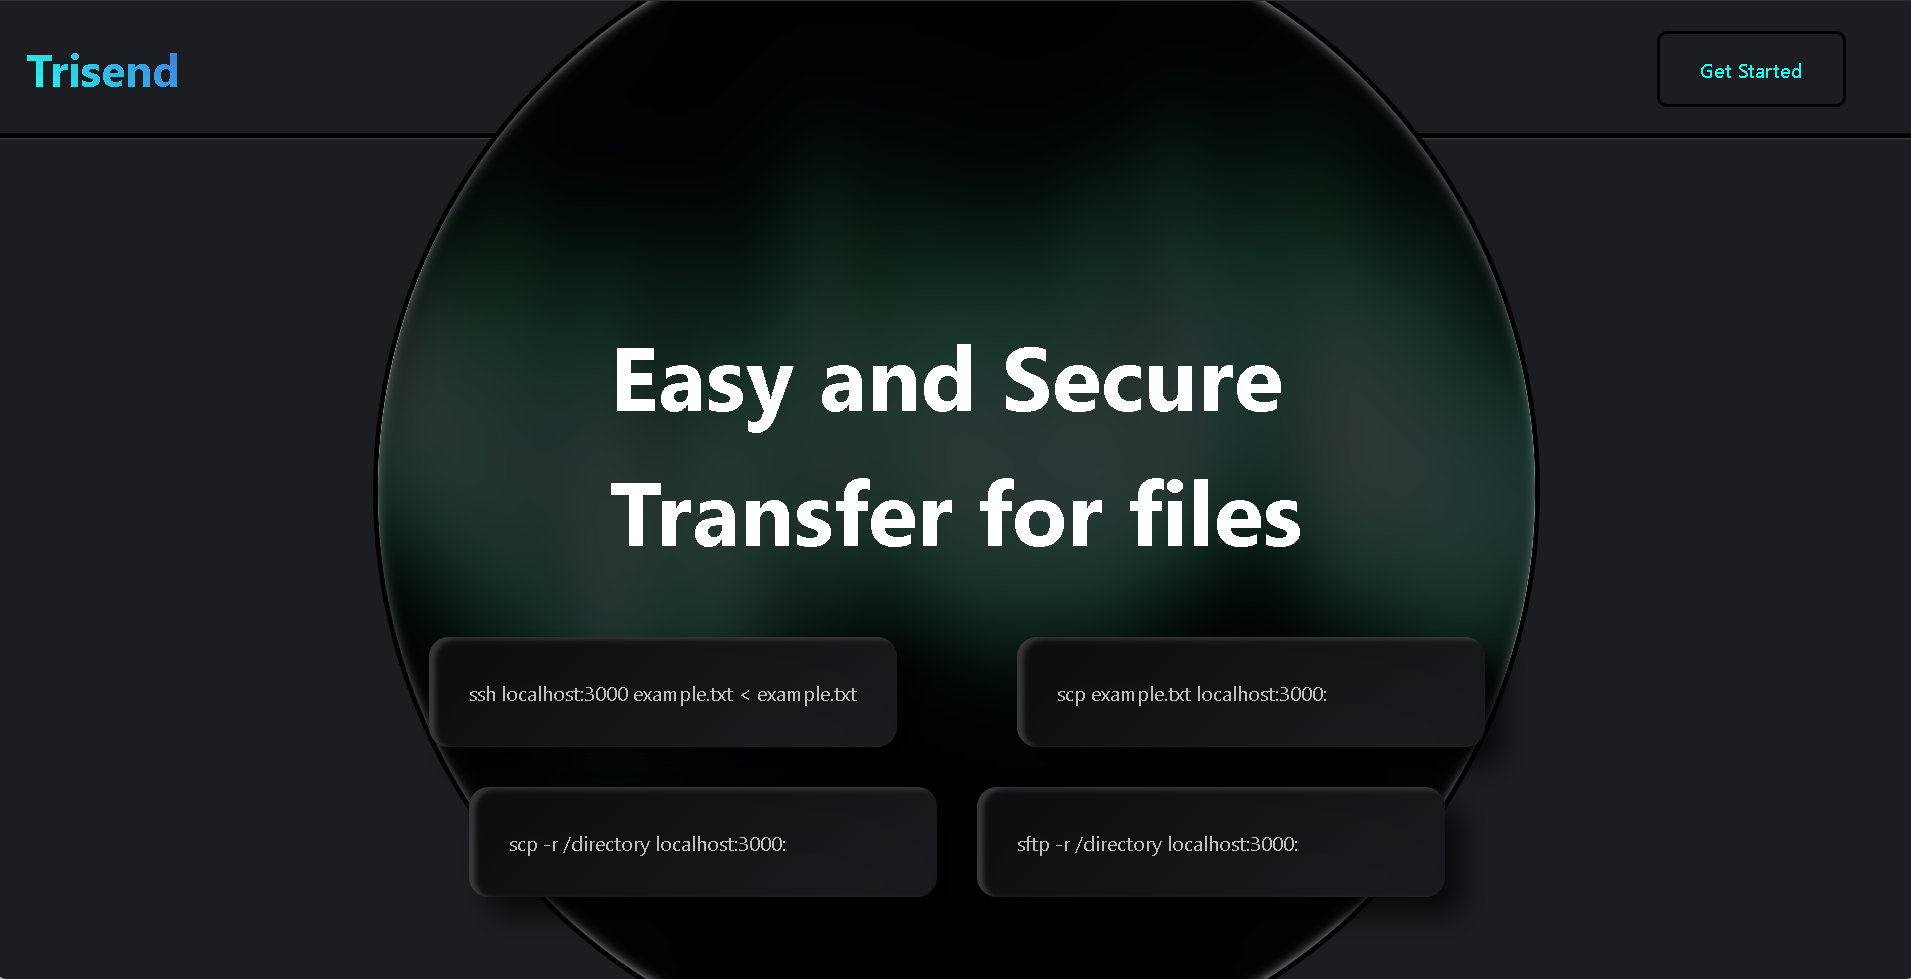 Trisend
Get Started
Easy and Secure
Transfer for files
ssh localhost:3000 example.txt < example.txt
scp example.txt localhost:3000:
scp -r /directory localhost:3000:
sftp -r /directory localhost:3000: